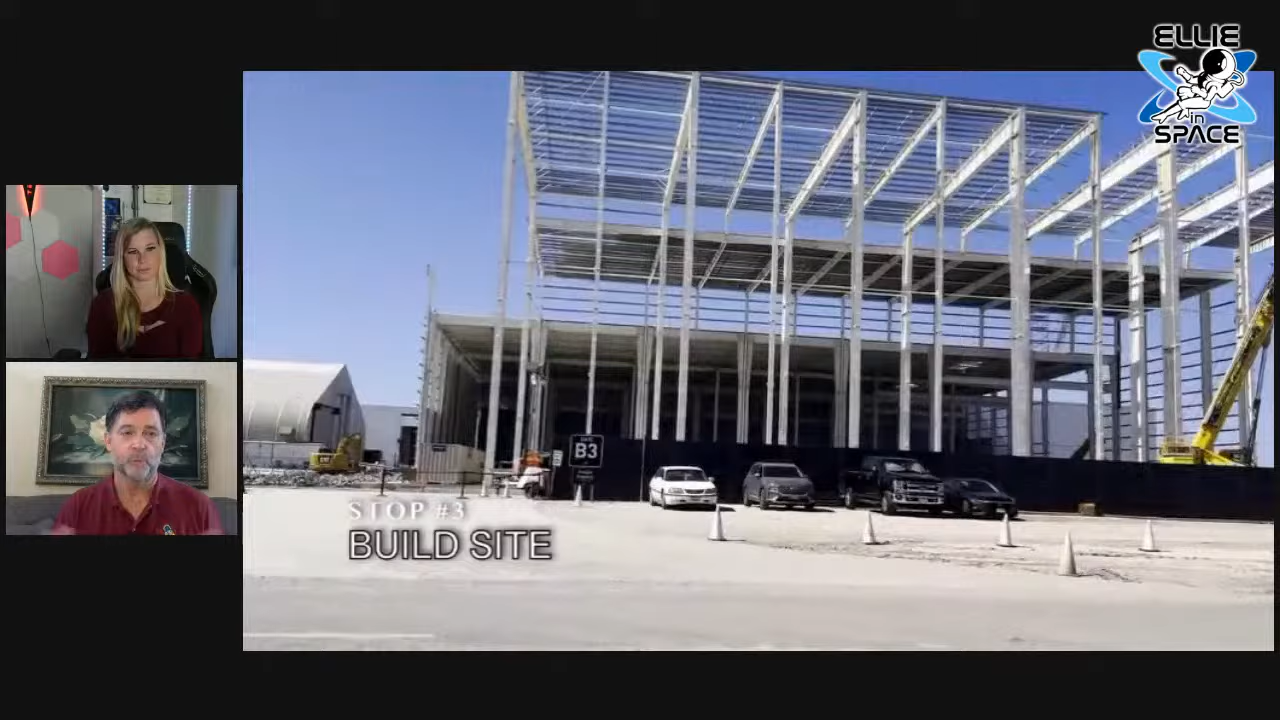 ELLIE
in
SPACE
B3
STOP #3
BUILD SITE